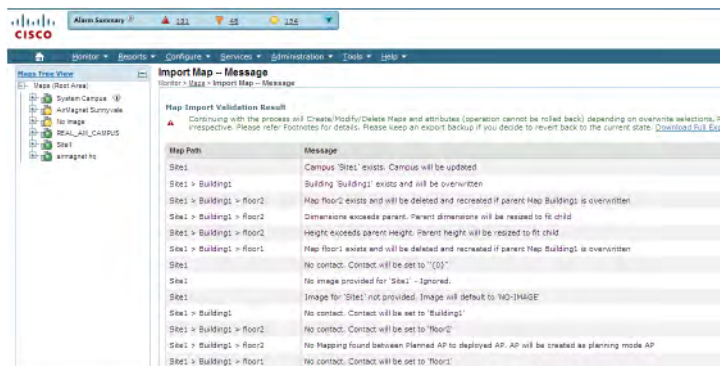 Alarm Summary
CISCO
Monitor Reports Configure Services Administration Tools Help
Maps Tree View
Maps (Root Area)
System Campus
AirMagnet Sunnyvale
No Image
REAL_AIII_CAMPUS
Site1
airmagnet hq
Import Map -- Message
Monitor > Maps > Import Map -- Message
Map Import Validation Result
Continuing with the process will Create/Modify/Delete Maps and attributes (operation cannot be rolled back) depending on overwrite selections,
irrespective. Please refer Footnotes for details. Please keep an export backup if you decide to revert back to the current state. Download Full
Map Path Message
Site1 Campus 'Site1' exists. Campus will be updated
Site1 > Building1 Building 'Building1' exists and will be overwritten
Site1 > Building1 > floor2 Map floor2 exists and will be deleted and recreated if parent Map Building1 is overwritten
Site1 > Building1 > floor2 Dimensions exceeds parent. Parent dimensions will be resized to fit child
Site1 > Building1 > floor2 Height exceeds parent Height. Parent height will be resized to fit child
Site1 > Building1 > floor1 Map floor1 exists and will be deleted and recreated if parent Map Building1 is overwritten
Site1 No contact. Contact will be set to "{0}"
Site1 No image provided for 'Site1' - Ignored.
Site1 Image for 'Site1' not provided. Image will default to 'NO-IMAGE'
Site1 > Building1 No contact. Contact will be set to 'Building1'
Site1 > Building1 > floor2 No contact. Contact will be set to 'floor2'
Site1 > Building1 > floor2 No Mapping found between Planned AP to deployed AP. AP will be created as planning mode AP
Site1 > Building1 > floor1 No contact. Contact will be set to 'floor1'